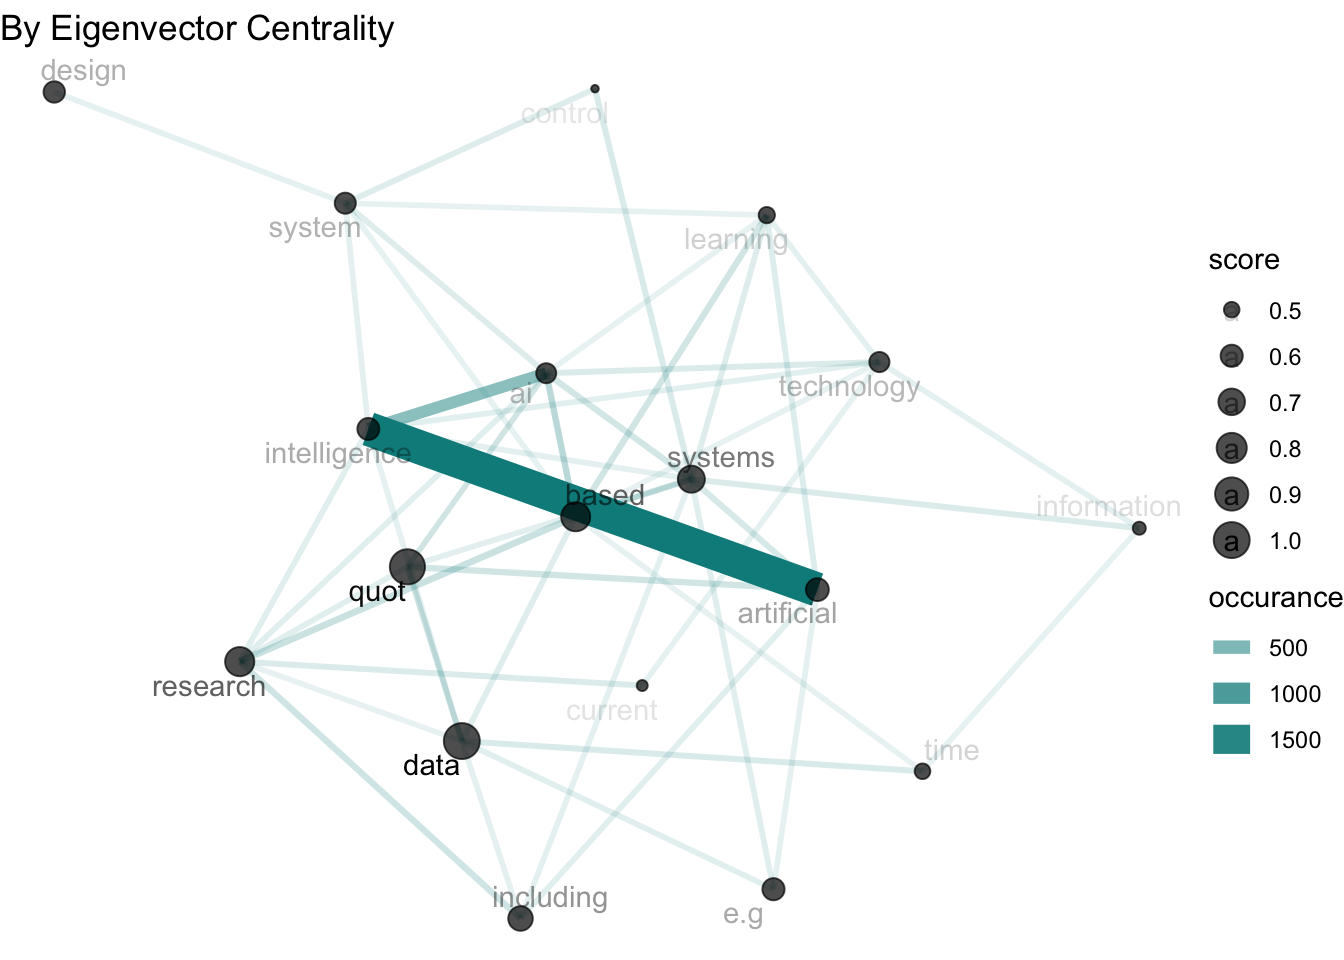 By Eigenvector Centrality
design
control
system
learning
ai
technology
intelligence
systems
based
information
quot
artificial
research
current
data
time
including
e.g
score
a 0.5
a 0.6
a 0.7
a 0.8
a 0.9
a 1.0
occurance
500
1000
1500